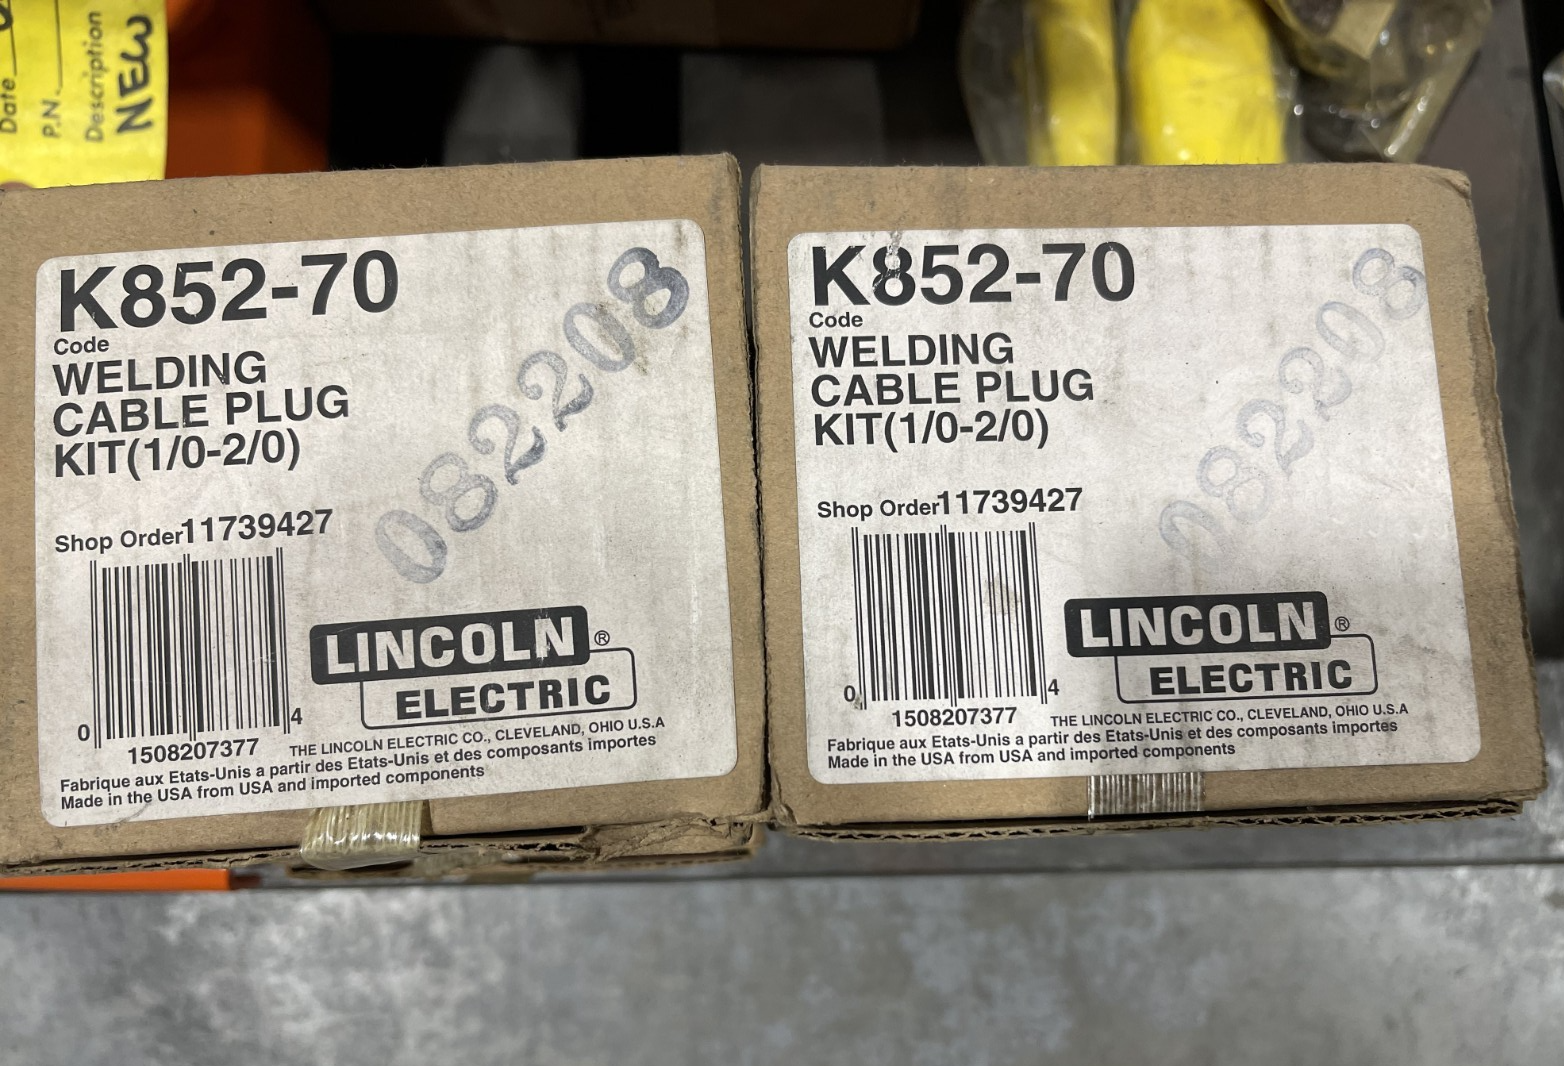 Date
P.N.
Description
NEW
K852-70
Code
WELDING
CABLE PLUG
KIT(1/0-2/0)
082208
Shop Order11739427
0 4
1508207377
LINCOLN ®
ELECTRIC
THE LINCOLN ELECTRIC CO., CLEVELAND, OHIO U.S.A
Fabrique aux Etats-Unis a partir des Etats-Unis et des composants importes
Made in the USA from USA and imported components
K852-70
Code
WELDING
CABLE PLUG
KIT(1/0-2/0)
082208
Shop Order11739427
0 4
1508207377
LINCOLN ®
ELECTRIC
THE LINCOLN ELECTRIC CO., CLEVELAND, OHIO U.S.A
Fabrique aux Etats-Unis a partir des Etats-Unis et des composants importes
Made in the USA from USA and imported components